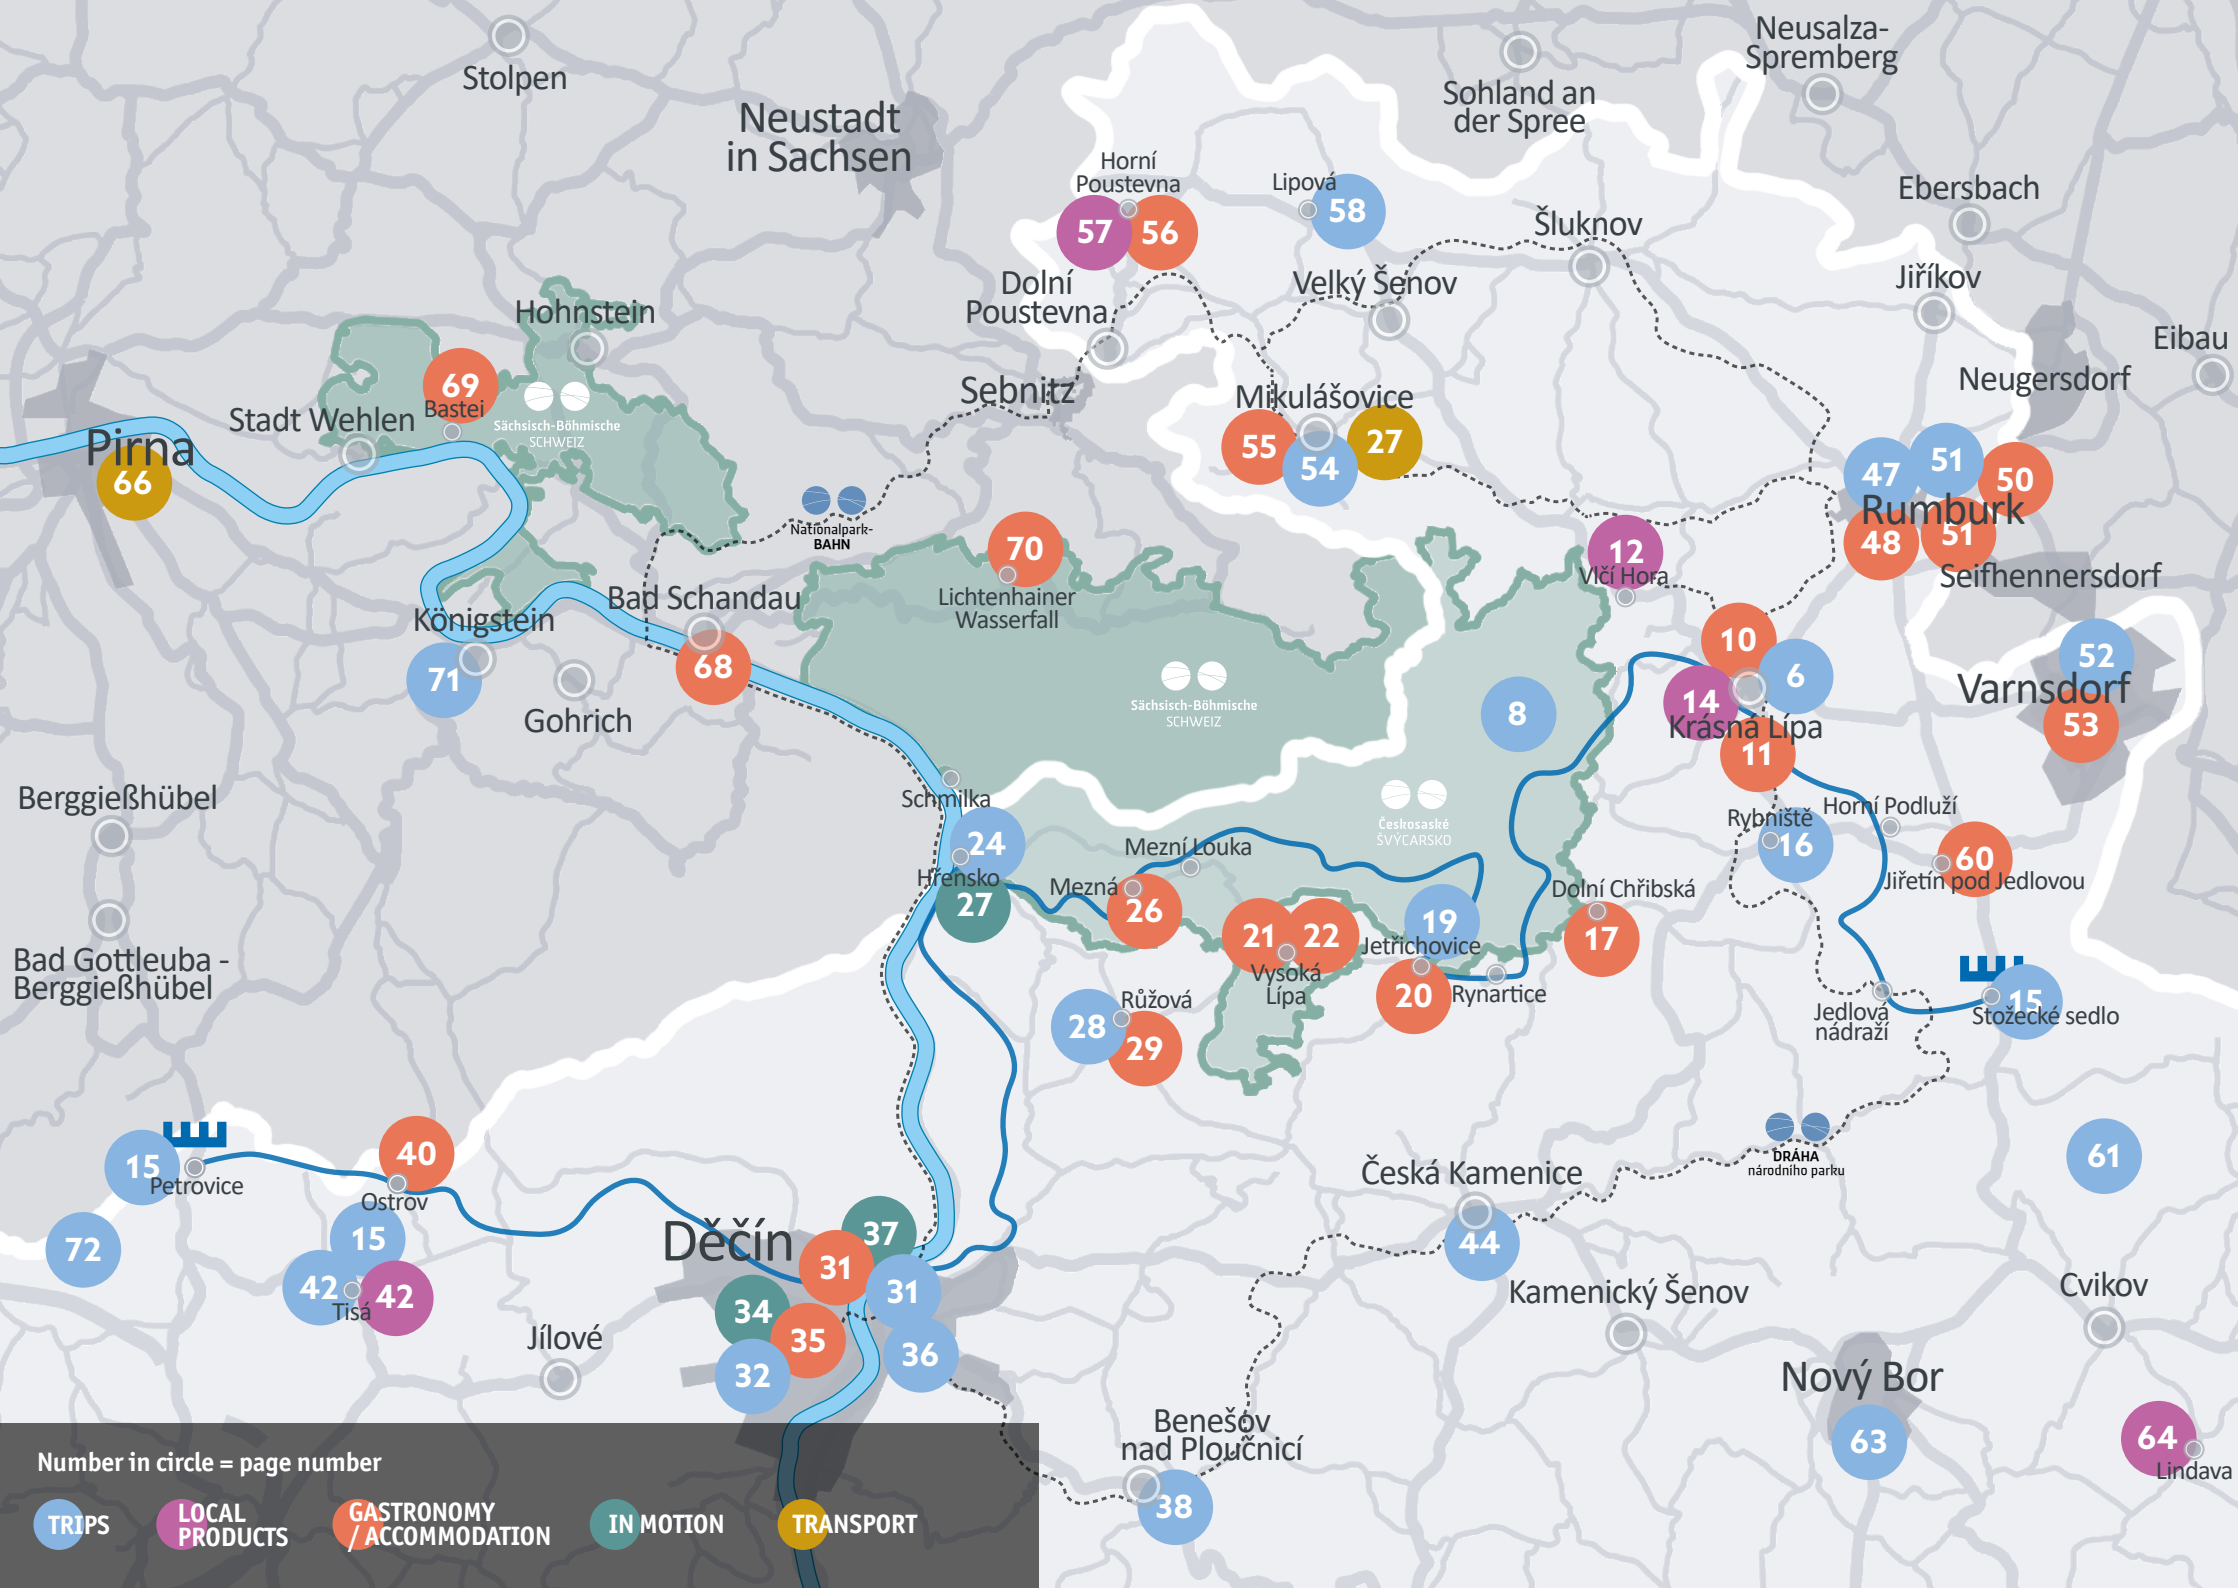 Stolpen
Neustadt
in Sachsen
Sohland an
der Spree
Neusalza-
Spremberg
Horní
Poustevna
57
56
Lipová
58
Šluknov
Ebersbach
Dolní
Poustevna
Velký Šenov
Jiříkov
Eibau
Neugersdorf
Hohnstein
69
Bastei
Stadt Wehlen
Sächsisch-Böhmische
SCHWEIZ
Sebnitz
Mikulášovice
55
54
27
Pirna
66
Nationalpark-
BAHN
47
51
50
Rumburk
48
51
Seifhennersdorf
70
Lichtenhainer
Wasserfall
12
Vlčí Hora
Bad Schandau
68
Königstein
71
Gohrich
10
6
14
Krásná Lípa
11
52
Varnsdorf
53
Sächsisch-Böhmische
SCHWEIZ
8
Českosaské
ŠVÝCARSKO
Berggießhübel
Schmilka
24
Hřensko
27
Mezní Louka
Mezná
26
Rybniště
16
Horní Podluží
60
Jiřetín pod Jedlovou
Dolní Chřibská
17
21
22
Vysoká
Lípa
19
Jetřichovice
20
Rynartice
Bad Gottleuba -
Berggießhübel
Růžová
28
29
Jedlová
nádraží
15
Stožecké sedlo
15
Petrovice
40
Ostrov
72
15
42
Tisá
42
DRÁHA
národního parku
61
Česká Kamenice
44
Děčín
37
31
31
34
35
32
36
Jílové
Kamenický Šenov
Cvikov
Nový Bor
63
64
Lindava
Benešov
nad Ploučnicí
38
Number in circle = page number
TRIPS
LOCAL
PRODUCTS
GASTRONOMY
/ ACCOMMODATION
IN MOTION
TRANSPORT